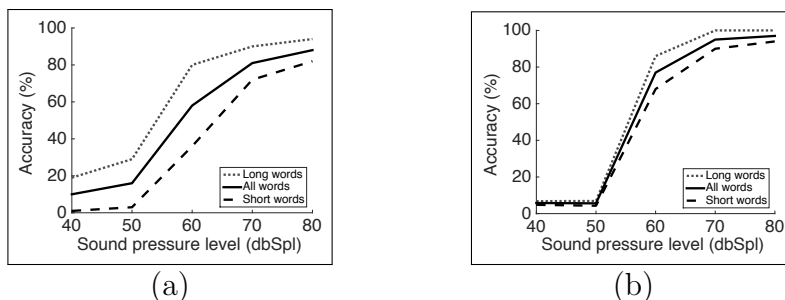 100
80
60
40
20
0
Accuracy (%)
Long words
All words
Short words
40 50 60 70 80
Sound pressure level (dbSpl)
(a)
100
80
60
40
20
0
Accuracy (%)
Long words
All words
Short words
40 50 60 70 80
Sound pressure level (dbSpl)
(b)